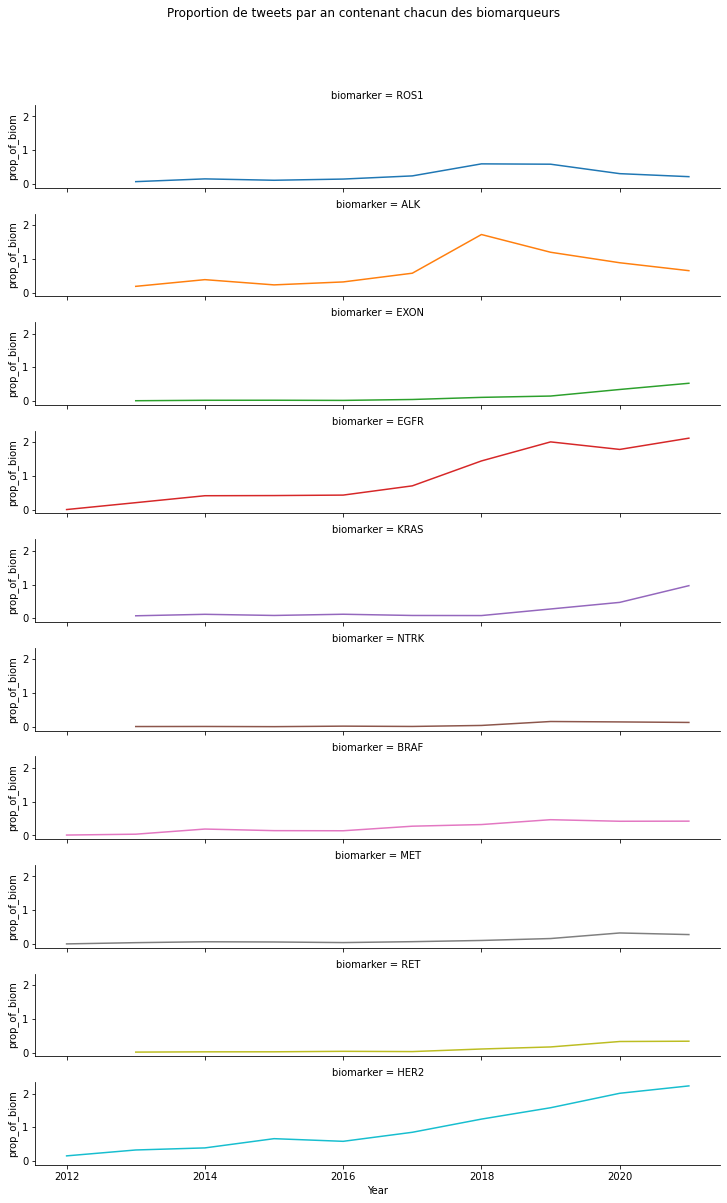 Proportion de tweets par an contenant chacun des biomarqueurs
biomarker = ROS1
prop_of_biom
2
1
0
biomarker = ALK
prop_of_biom
2
1
0
biomarker = EXON
prop_of_biom
2
1
0
biomarker = EGFR
prop_of_biom
2
1
0
biomarker = KRAS
prop_of_biom
2
1
0
biomarker = NTRK
prop_of_biom
2
1
0
biomarker = BRAF
prop_of_biom
2
1
0
biomarker = MET
prop_of_biom
2
1
0
biomarker = RET
prop_of_biom
2
1
0
biomarker = HER2
prop_of_biom
2
1
0
2012 2014 2016 2018 2020
Year